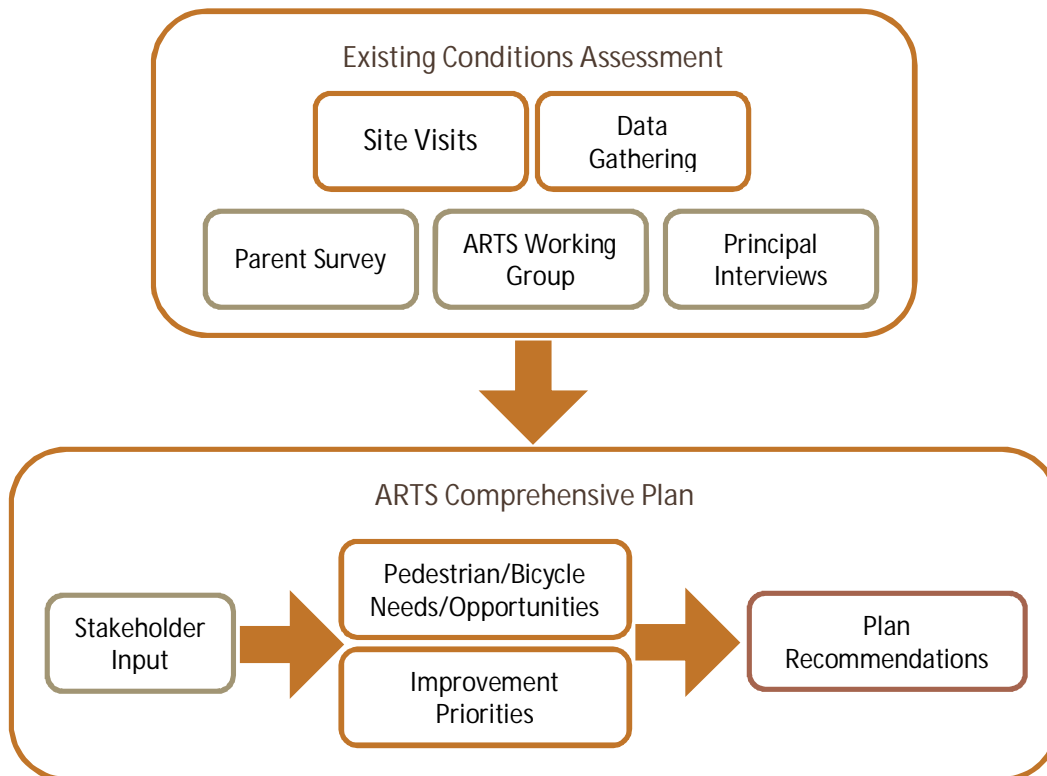 Existing Conditions Assessment
Site Visits
Data
Gathering
Parent Survey
ARTS Working
Group
Principal
Interviews
ARTS Comprehensive Plan
Stakeholder
Input
Pedestrian/Bicycle
Needs/Opportunities
Improvement
Priorities
Plan
Recommendations